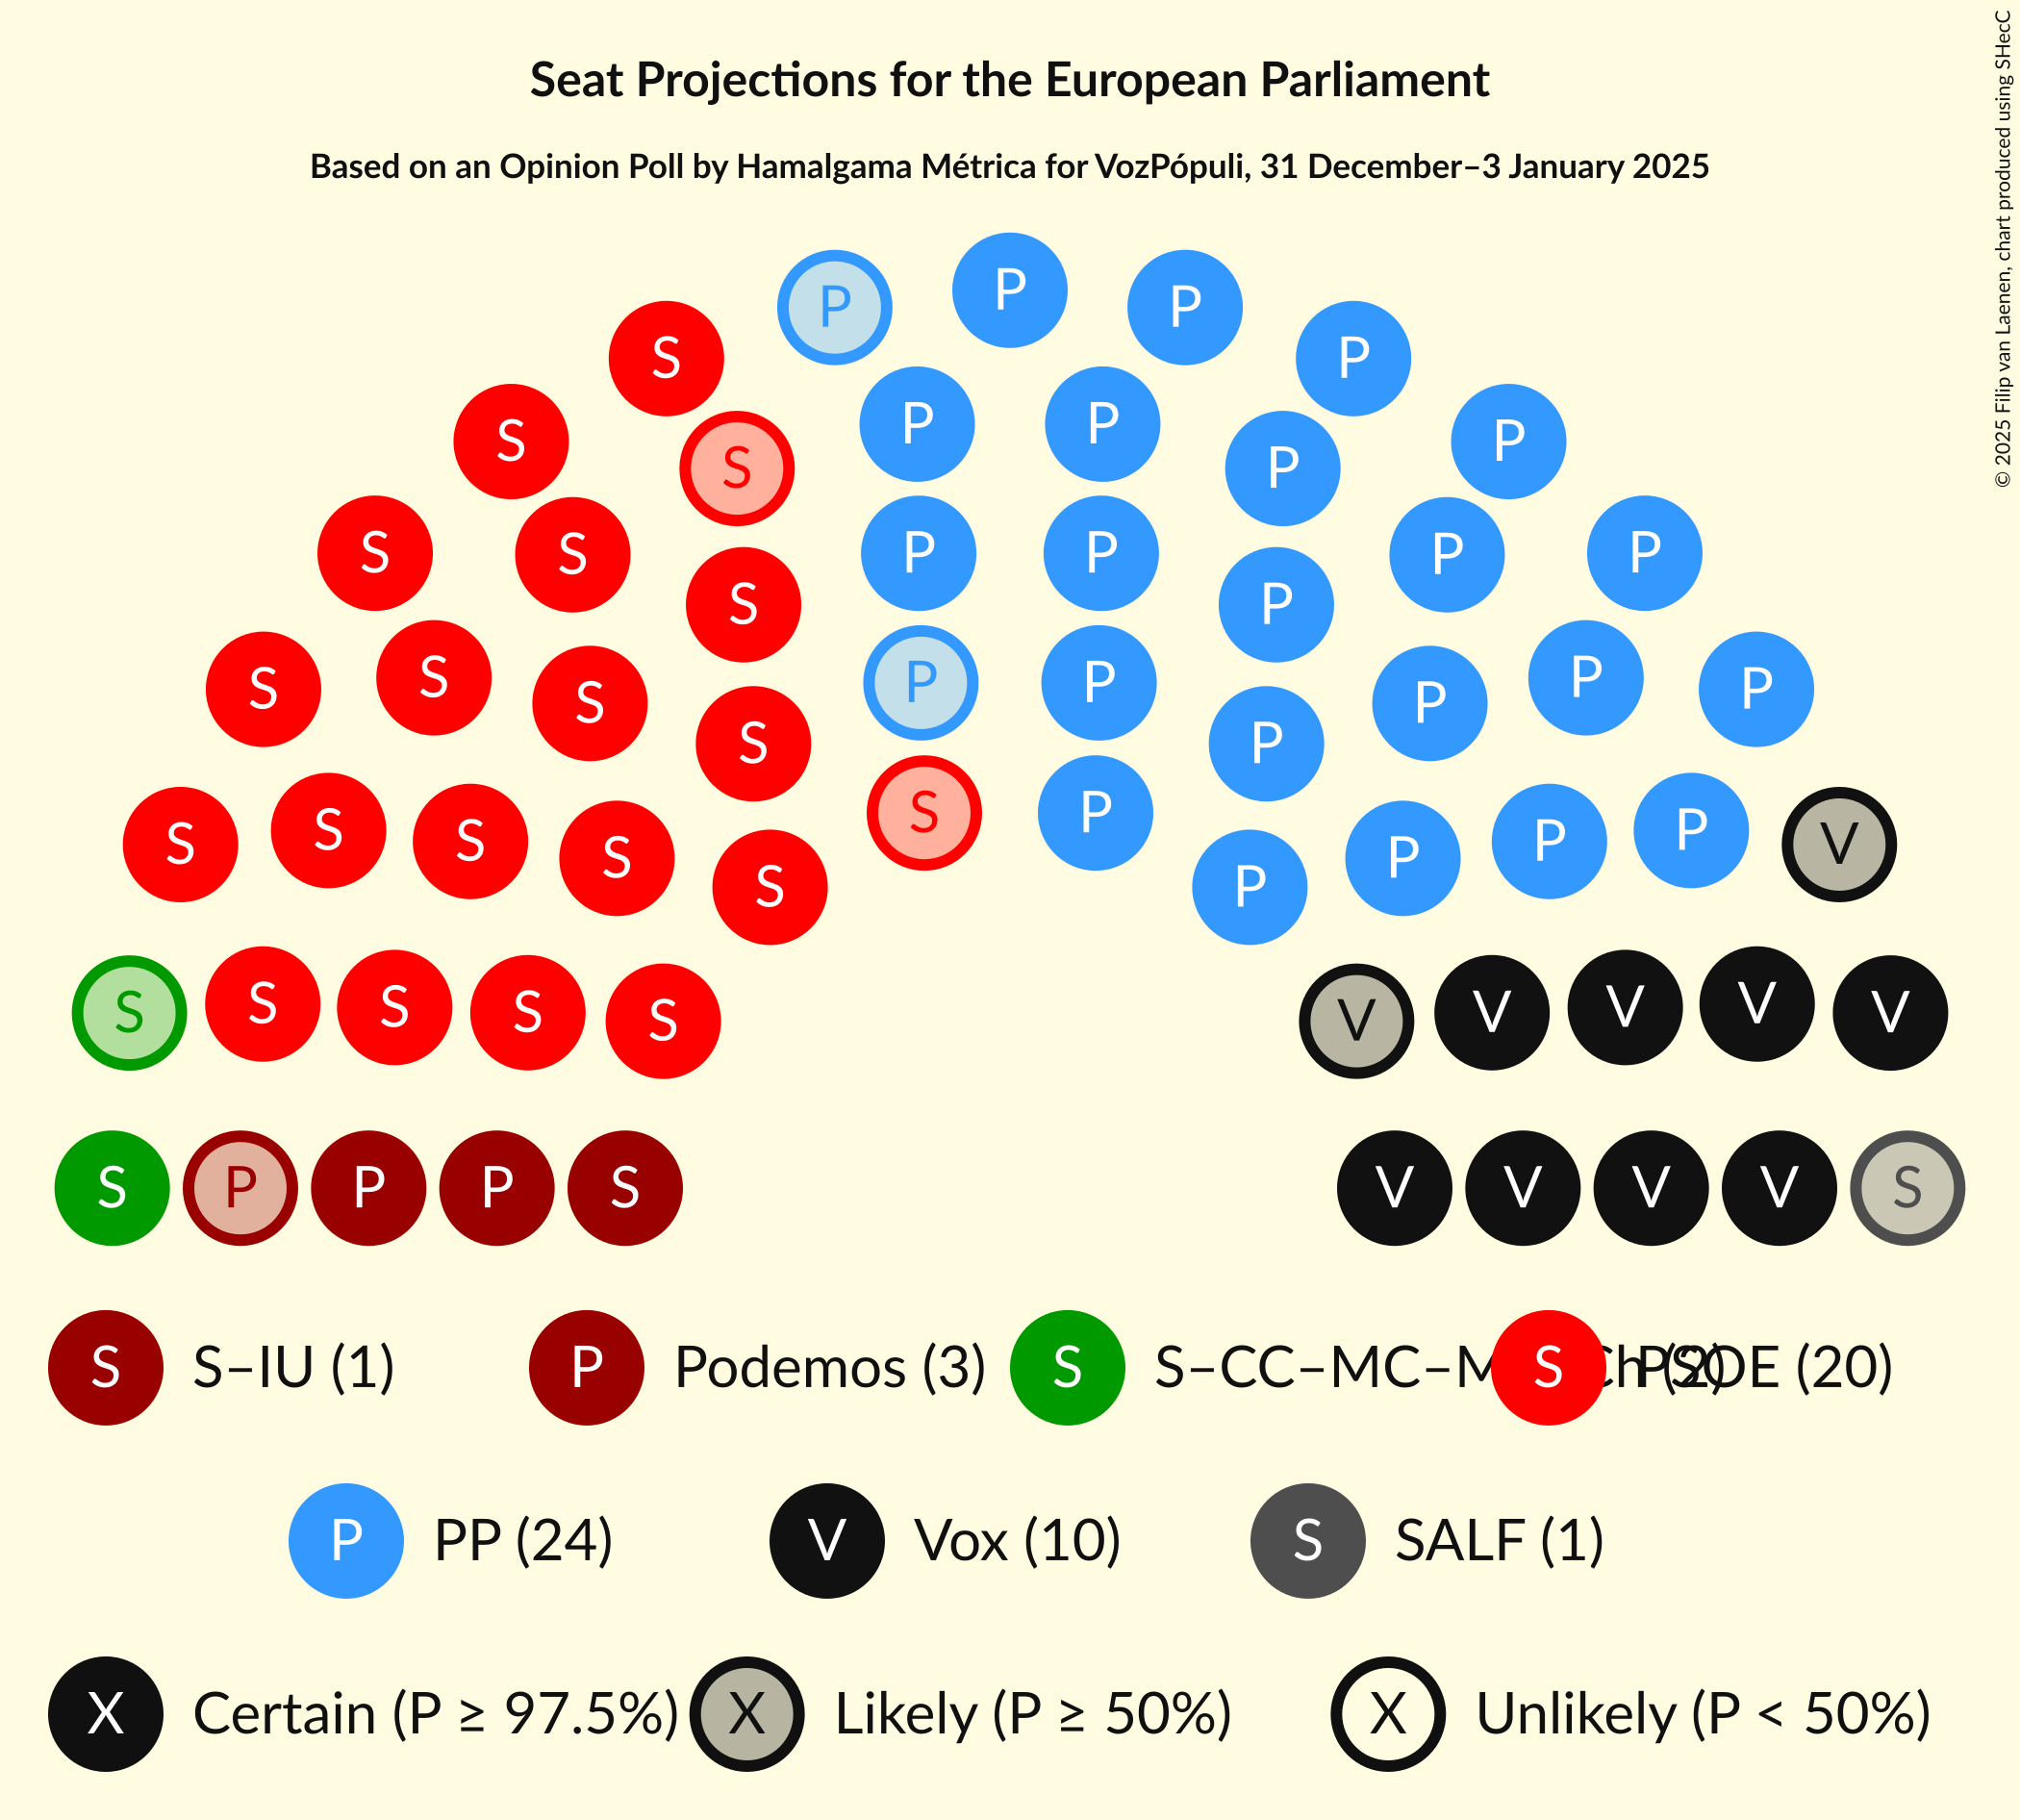 Seat Projections for the European Parliament
Based on an Opinion Poll by Hamalgama Métrica for VozPópuli, 31 December–3 January 2025
© 2025 Filip van Laenen, chart produced using SHecC
P
P P
S P
P P
S P
S P
S S P P P P
S P
S S P P P P
S P
S P
S P
S S S P P V
S P
S P
S S S S S V V V V V
S P P P S V V V V S
S S–IU (1) P Podemos (3) S S–CC–MC–M S Ch (2) PSOE (20)
P PP (24) V Vox (10) S SALF (1)
X Certain (P ≥ 97.5%) X Likely (P ≥ 50%) X Unlikely (P < 50%)